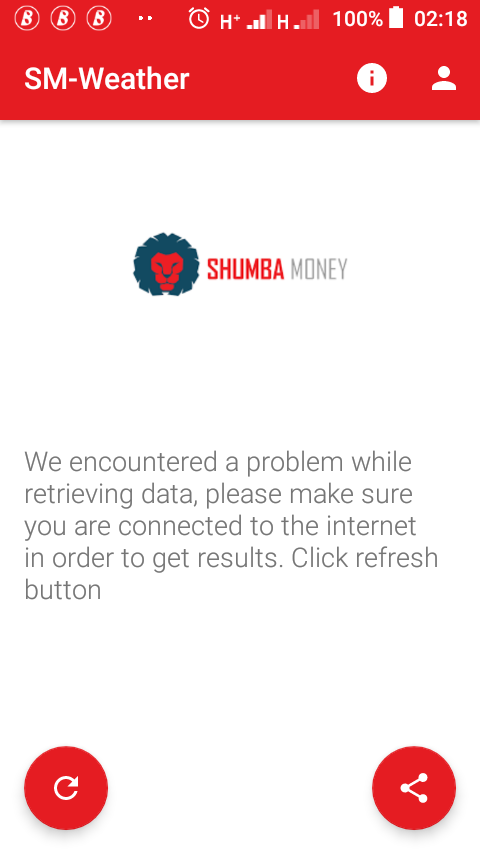 B B B H+ H 100% 02:18
SM-Weather
SHUMBA MONEY
We encountered a problem while
retrieving data, please make sure
you are connected to the internet
in order to get results. Click refresh
button